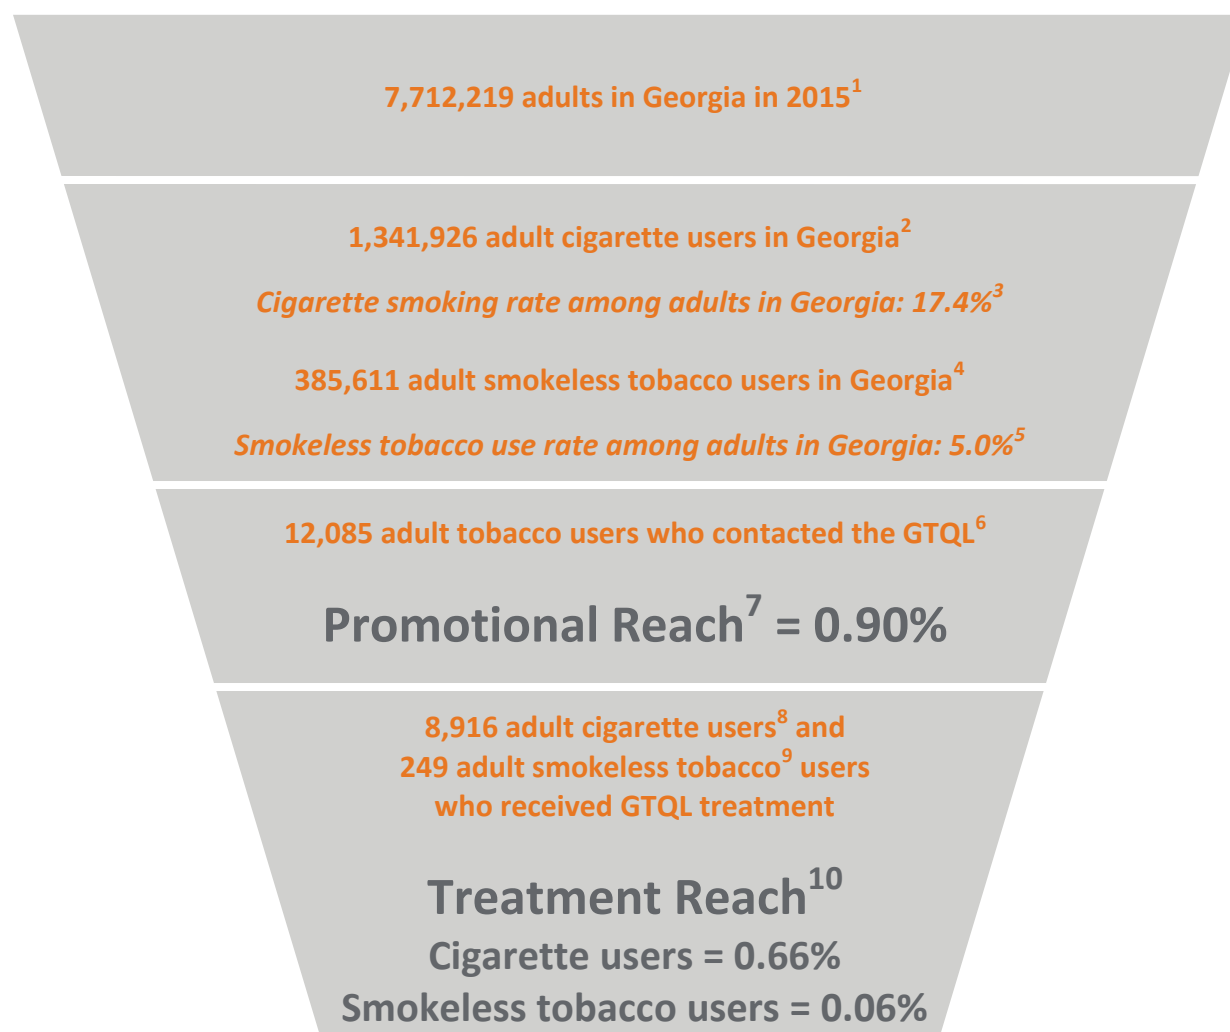 7,712,219 adults in Georgia in 2015¹
1,341,926 adult cigarette users in Georgia²
Cigarette smoking rate among adults in Georgia: 17.4%³
385,611 adult smokeless tobacco users in Georgia⁴
Smokeless tobacco use rate among adults in Georgia: 5.0%⁵
12,085 adult tobacco users who contacted the GTQL⁶
Promotional Reach⁷ = 0.90%
8,916 adult cigarette users⁸ and
249 adult smokeless tobacco⁹ users
who received GTQL treatment
Treatment Reach¹⁰
Cigarette users = 0.66%
Smokeless tobacco users = 0.06%